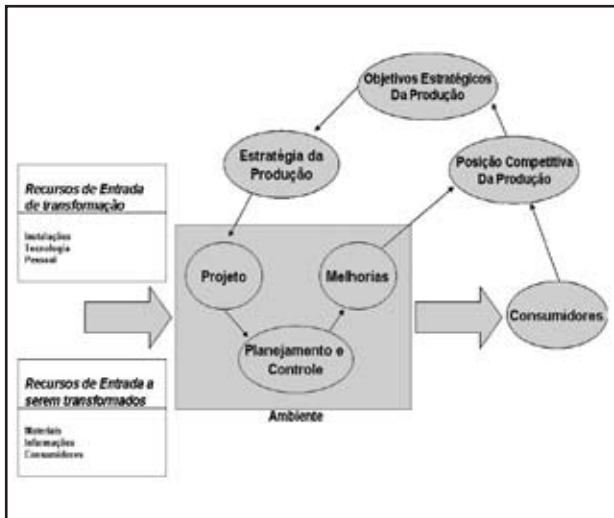 Objetivos Estratégicos
Da Produção
Estratégia da
Produção
Posição Competitiva
Da Produção
Recursos de Entrada
de transformação
Instalações
Tecnologia
Pessoal
Projeto
Melhorias
Consumidores
Planejamento e
Controle
Recursos de Entrada a
serem transformados
Ambiente
Materiais
Informações
Consumidores